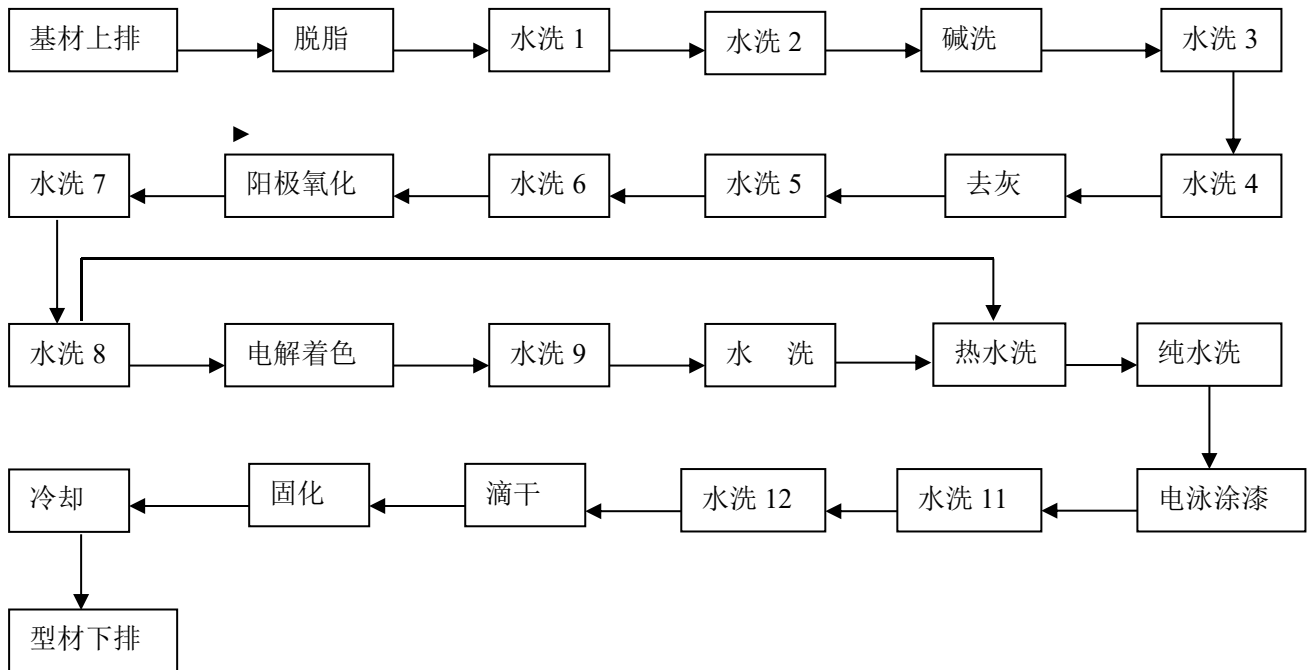 基材上排 脱脂 水洗 1 水洗 2 碱洗 水洗 3
水洗 7 阳极氧化 水洗 6 水洗 5 去灰 水洗 4
水洗 8 电解着色 水洗 9 水 洗 热水洗 纯水洗
冷却 固化 滴干 水洗 12 水洗 11 电泳涂漆
型材下排